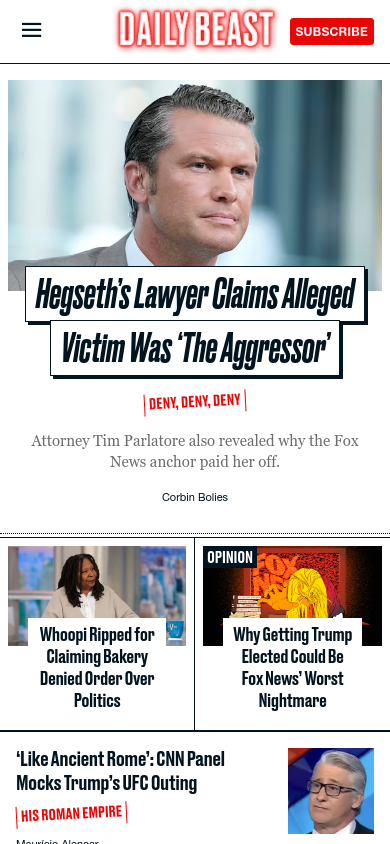 DAILY BEAST
SUBSCRIBE
Hegseth's Lawyer Claims Alleged
Victim Was 'The Aggressor'
DENY, DENY, DENY
Attorney Tim Parlatore also revealed why the Fox
News anchor paid her off.
Corbin Bolies
Whoopi Ripped for
Claiming Bakery
Denied Order Over
Politics
OPINION
FOX
Why Getting Trump
Elected Could Be
Fox News' Worst
Nightmare
'Like Ancient Rome': CNN Panel
Mocks Trump's UFC Outing
HIS ROMAN EMPIRE